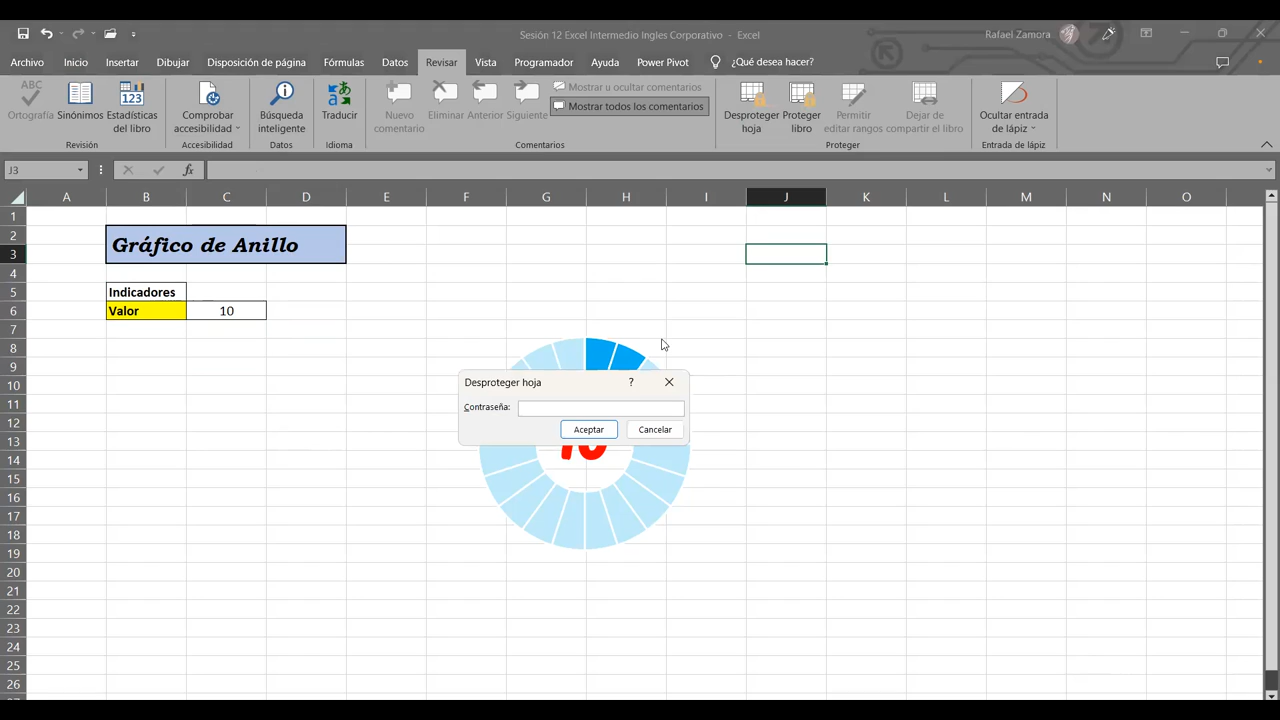 Sesión 12 Excel Intermedio Ingles Corporativo - Excel
Rafael Zamora
Archivo Inicio Insertar Dibujar Disposición de página Fórmulas Datos Revisar Vista Programador Ayuda Power Pivot ¿Qué desea hacer?
ABC
Ortografía
Sinónimos
123
Estadísticas
del libro
Revisión
Comprobar
accesibilidad
Accesibilidad
Búsqueda
inteligente
Datos
Traducir
Idioma
Nuevo
comentario
Eliminar
Anterior
Siguiente
Mostrar u ocultar comentarios
Mostrar todos los comentarios
Comentarios
Desproteger
hoja
Proteger
libro
Permitir
editar rangos
Dejar de
compartir el libro
Proteger
Ocultar entrada
de lápiz
Entrada de lápiz
J3
fx
A B C D E F G H I J K L M N O
1
2
Gráfico de Anillo
3
4
5 Indicadores
6 Valor 10
7
8
9
10
11
12
13
14
15
16
17
18
19
20
21
22
23
24
25
26
Desproteger hoja ?
Contraseña:
Aceptar Cancelar
10